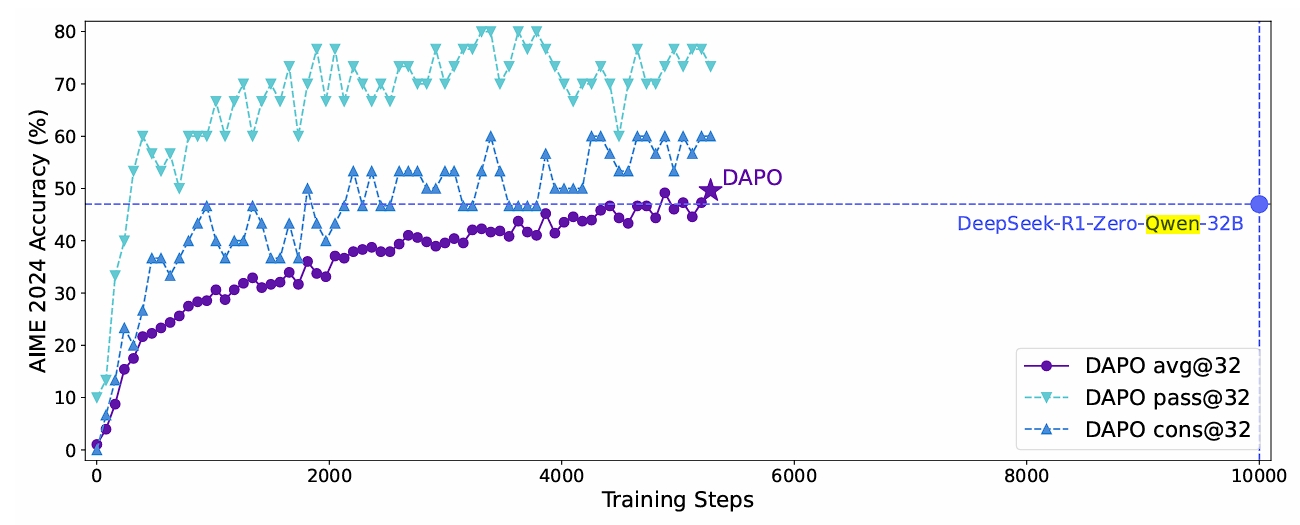 80
70
60
50
40
30
20
10
0
AIME 2024 Accuracy (%)
DAPO
DeepSeek-R1-Zero-Qwen-32B
DAPO avg@32
DAPO pass@32
DAPO cons@32
0 2000 4000 6000 8000 10000
Training Steps